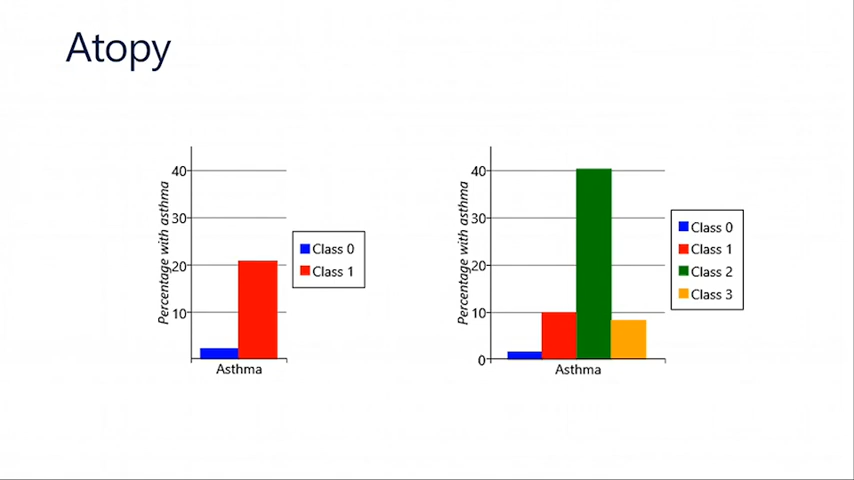 Atopy
Percentage with asthma
40
30
20
10
Asthma
Class 0
Class 1
Percentage with asthma
40
30
20
10
0
Asthma
Class 0
Class 1
Class 2
Class 3